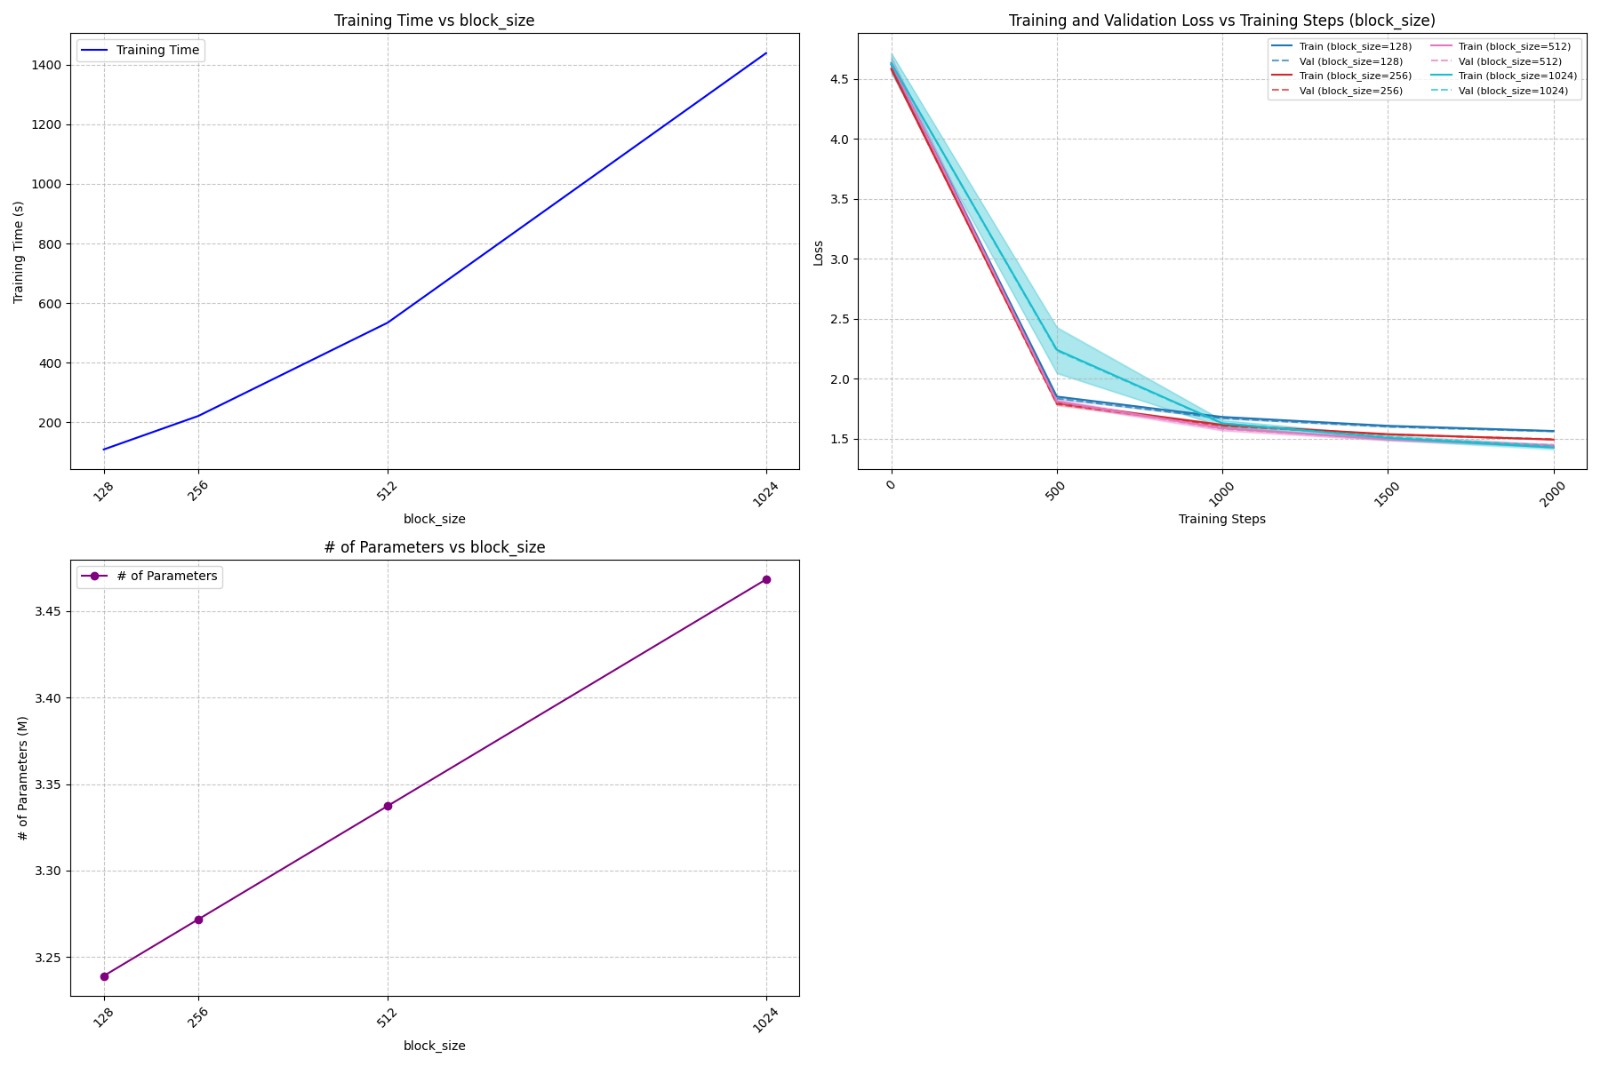 Training Time vs block_size
Training Time
1400
1200
1000
800
600
400
200
Training Time (s)
128
256
512
1024
block_size
Training and Validation Loss vs Training Steps (block_size)
Train (block_size=128)
Val (block_size=128)
Train (block_size=256)
Val (block_size=256)
Train (block_size=512)
Val (block_size=512)
Train (block_size=1024)
Val (block_size=1024)
4.5
4.0
3.5
3.0
2.5
2.0
1.5
Loss
0
500
1000
1500
2000
Training Steps
# of Parameters vs block_size
# of Parameters
3.45
3.40
3.35
3.30
3.25
# of Parameters (M)
128
256
512
1024
block_size